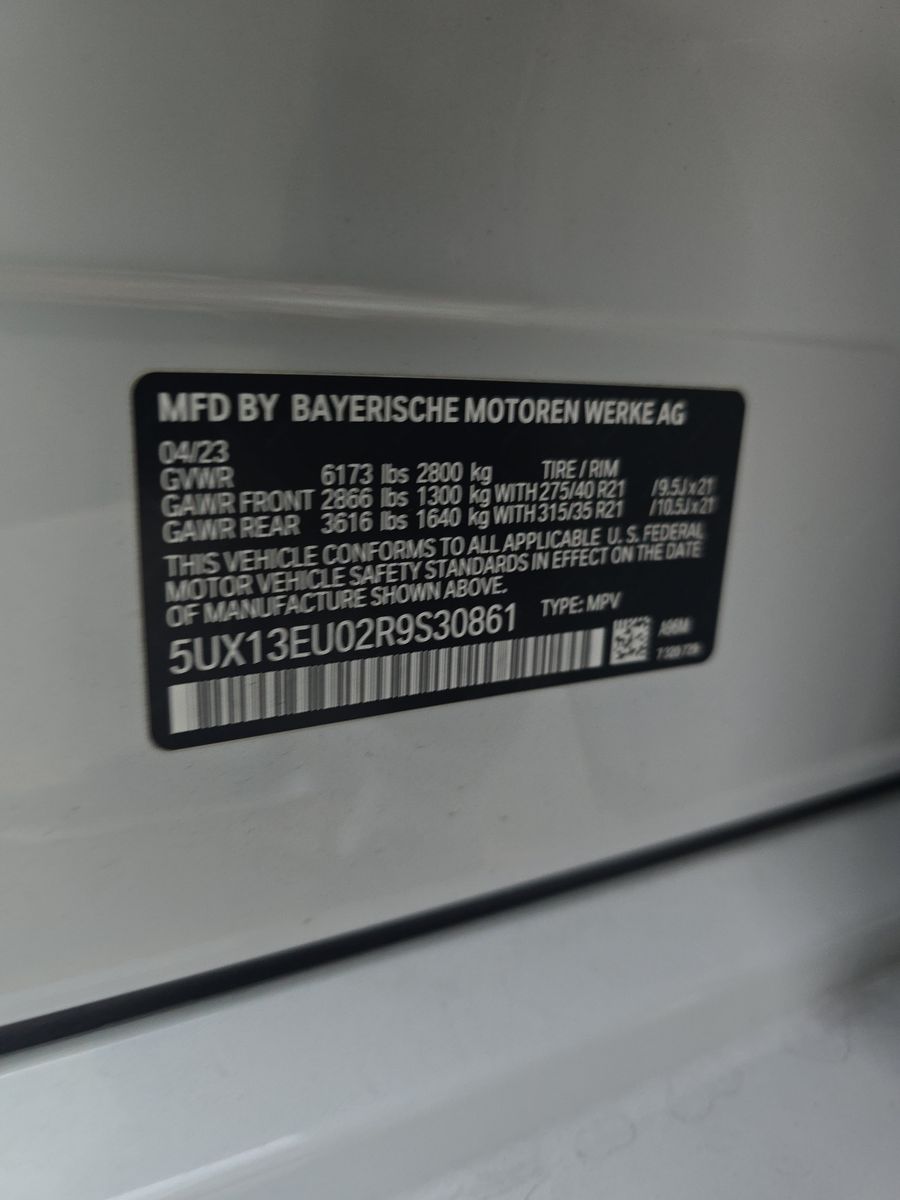 MFD BY BAYERISCHE MOTOREN WERKE AG
04/23
GVWR 6173 lbs 2800 kg TIRE / RIM
GAWR FRONT 2866 lbs 1300 kg WITH 275/40 R21 /9.5J x 21
GAWR REAR 3616 lbs 1640 kg WITH 315/35 R21 /10.5J x 21
THIS VEHICLE CONFORMS TO ALL APPLICABLE U. S. FEDERAL
MOTOR VEHICLE SAFETY STANDARDS IN EFFECT ON THE DATE
OF MANUFACTURE SHOWN ABOVE.
5UX13EU02R9S30861 TYPE: MPV
A96M